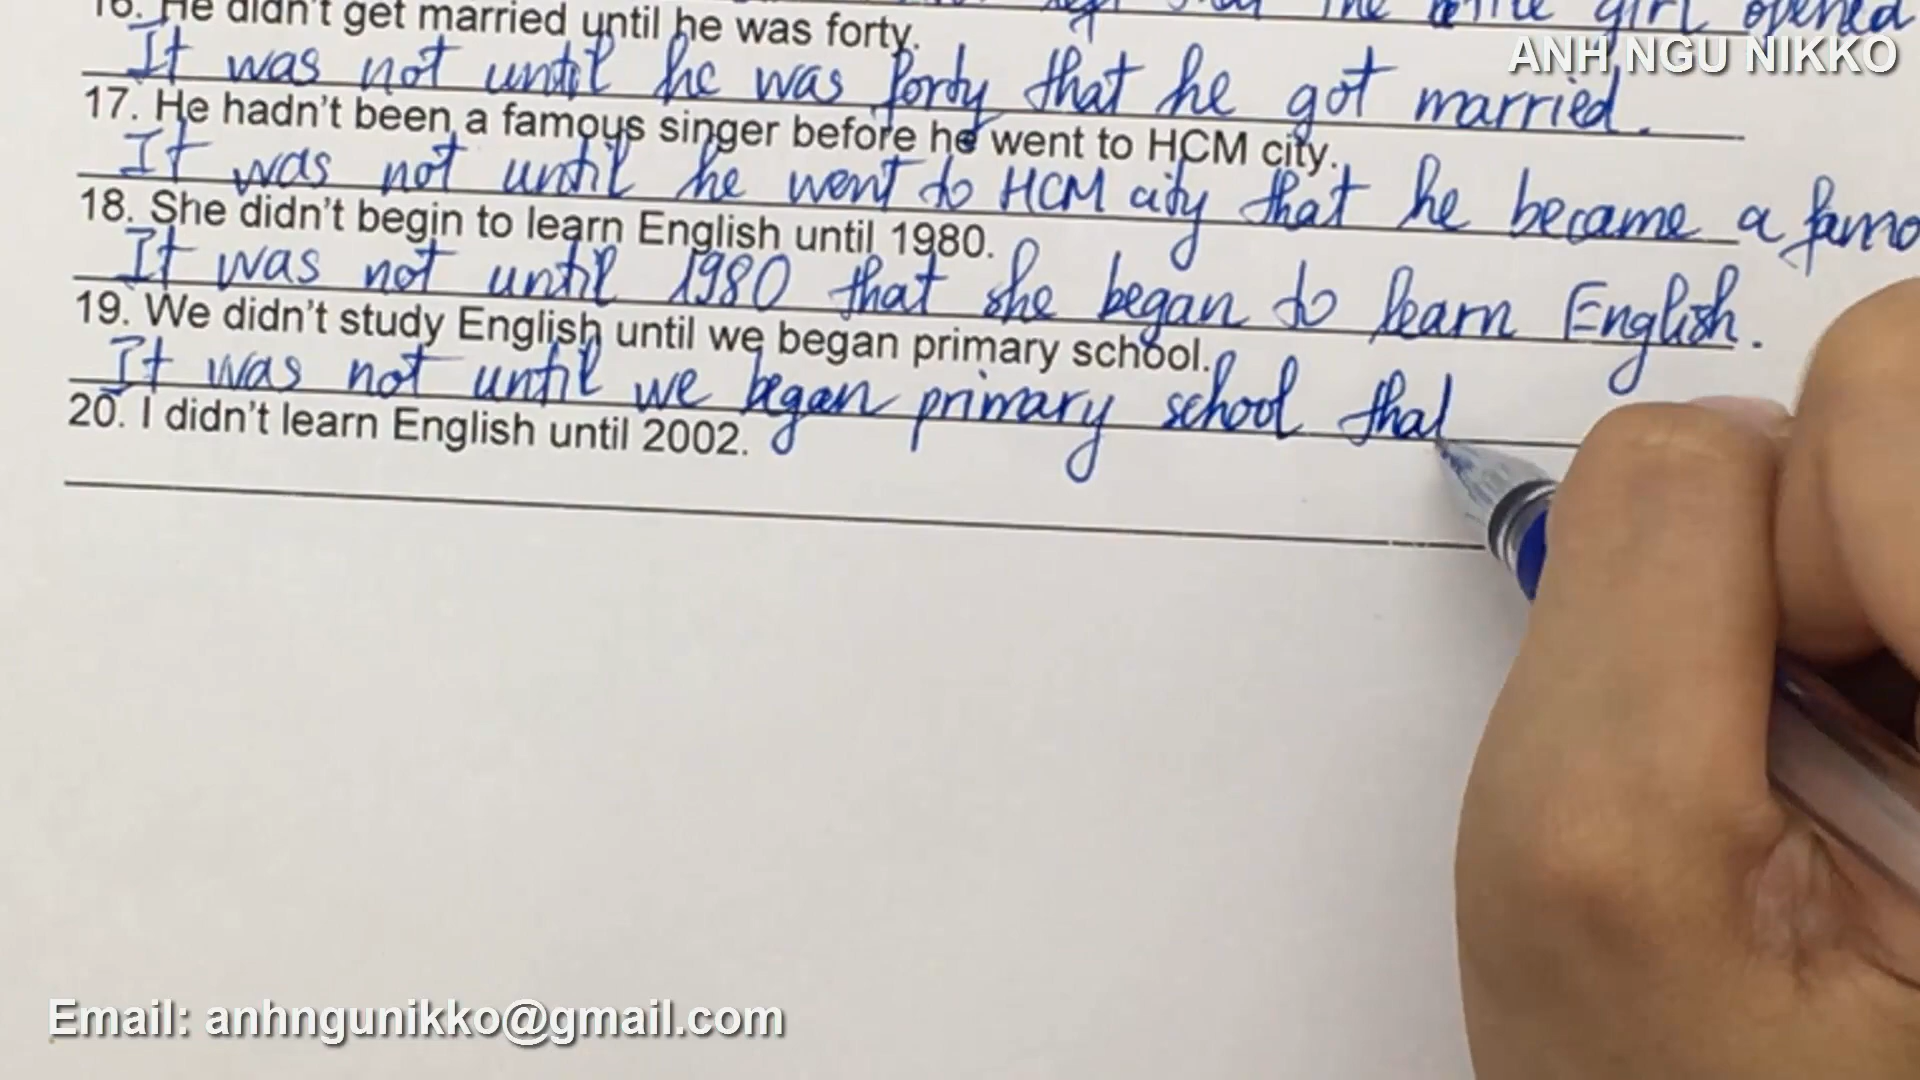 the little girl opened
ANH NGU NIKKO
16. He didn't get married until he was forty.
It was not until he was forty that he got married.
17. He hadn't been a famous singer before he went to HCM city.
It was not until he went to HCM city that he became a famo
18. She didn't begin to learn English until 1980.
It was not until 1980 that she began to learn English.
19. We didn't study English until we began primary school.
It was not until we began primary school that
20. I didn't learn English until 2002.
Email: anhngunikko@gmail.com